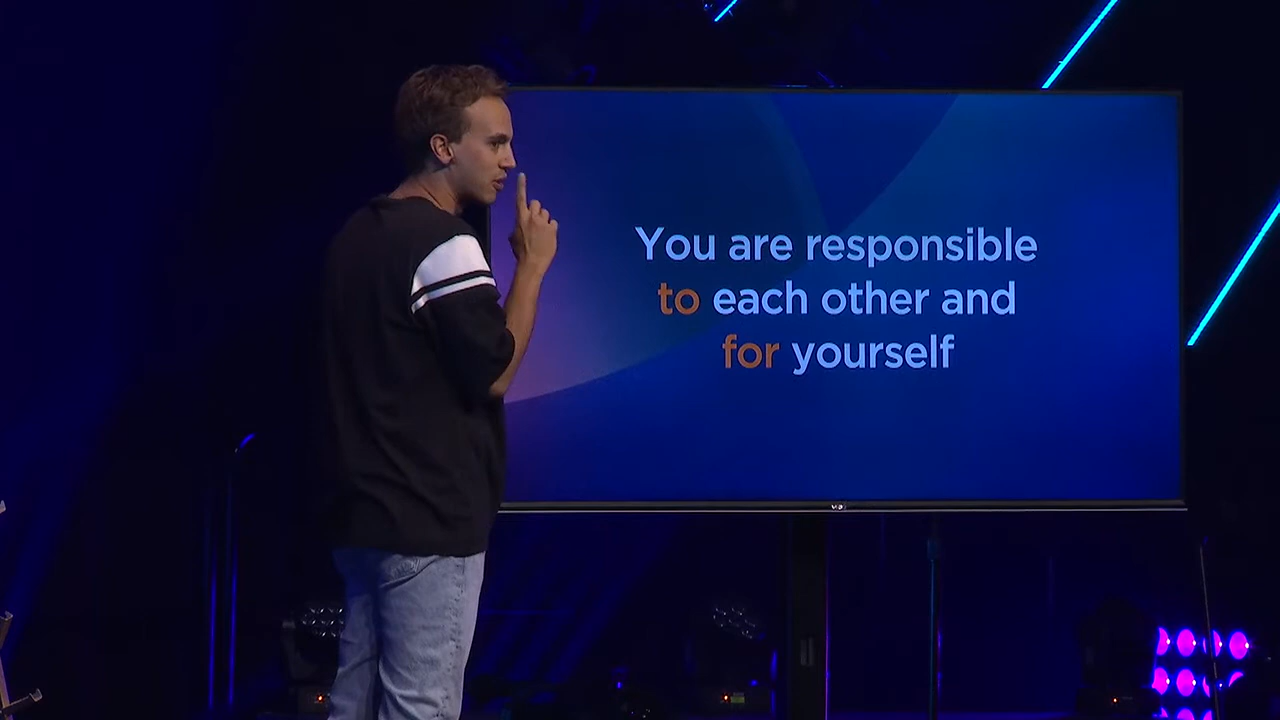 You are responsible
to each other and
for yourself